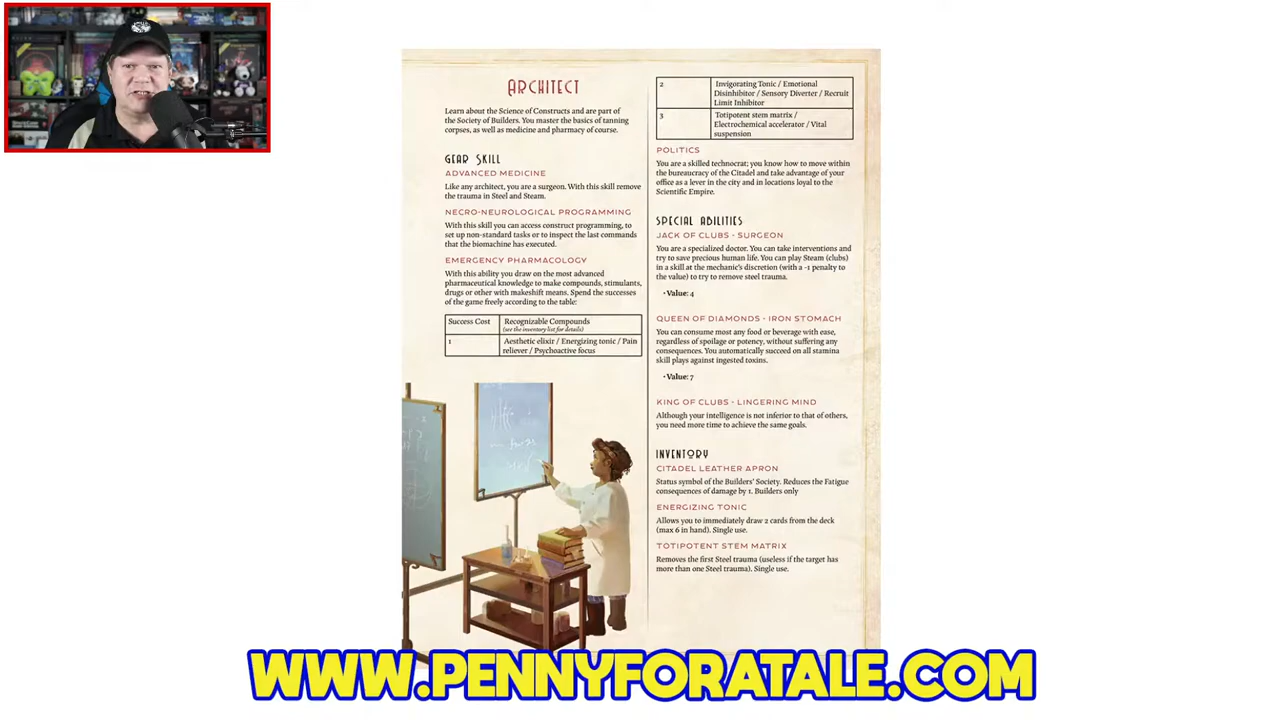 ARCHITECT
Learn about the Science of Constructs and are part of
the Society of Builders. You master the basics of tanning
corpses, as well as medicine and pharmacy of course.
GEAR SKILL
ADVANCED MEDICINE
Like any architect, you are a surgeon. With this skill remove
the trauma in Steel and Steam.
NECRO-NEUROLOGICAL PROGRAMMING
With this skill you can access construct programming, to
set up non-standard tasks or to inspect the last commands
that the biomachine has executed.
EMERGENCY PHARMACOLOGY
With this ability you draw on the most advanced
pharmaceutical knowledge to make compounds, stimulants,
drugs or other with makeshift means. Spend the successes
of the game freely according to the table:
Success Cost
Recognizable Compounds
(see the inventory list for details)
1
Aesthetic elixir / Energizing tonic / Pain
reliever / Psychoactive focus
2
Invigorating Tonic / Emotional
Disinhibitor / Sensory Diverter / Recruit
Limit Inhibitor
3
Totipotent stem matrix /
Electrochemical accelerator / Vital
suspension
POLITICS
You are a skilled technocrat; you know how to move within
the bureaucracy of the Citadel and take advantage of your
office as a lever in the city and in locations loyal to the
Scientific Empire.
SPECIAL ABILITIES
JACK OF CLUBS - SURGEON
You are a specialized doctor. You can take interventions and
try to save precious human life. You can play Steam (clubs)
in a skill at the mechanic's discretion (with a -1 penalty to
the value) to try to remove steel trauma.
• Value: 4
QUEEN OF DIAMONDS - IRON STOMACH
You can consume most any food or beverage with ease,
regardless of spoilage or potency, without suffering any
consequences. You automatically succeed on all stamina
skill plays against ingested toxins.
• Value: 7
KING OF CLUBS - LINGERING MIND
Although your intelligence is not inferior to that of others,
you need more time to achieve the same goals.
INVENTORY
CITADEL LEATHER APRON
Status symbol of the Builders' Society. Reduces the Fatigue
consequences of damage by 1. Builders only
ENERGIZING TONIC
Allows you to immediately draw 2 cards from the deck
(max 6 in hand). Single use.
TOTIPOTENT STEM MATRIX
Removes the first Steel trauma (useless if the target has
more than one Steel trauma). Single use.
WWW.PENNYFORATALE.COM